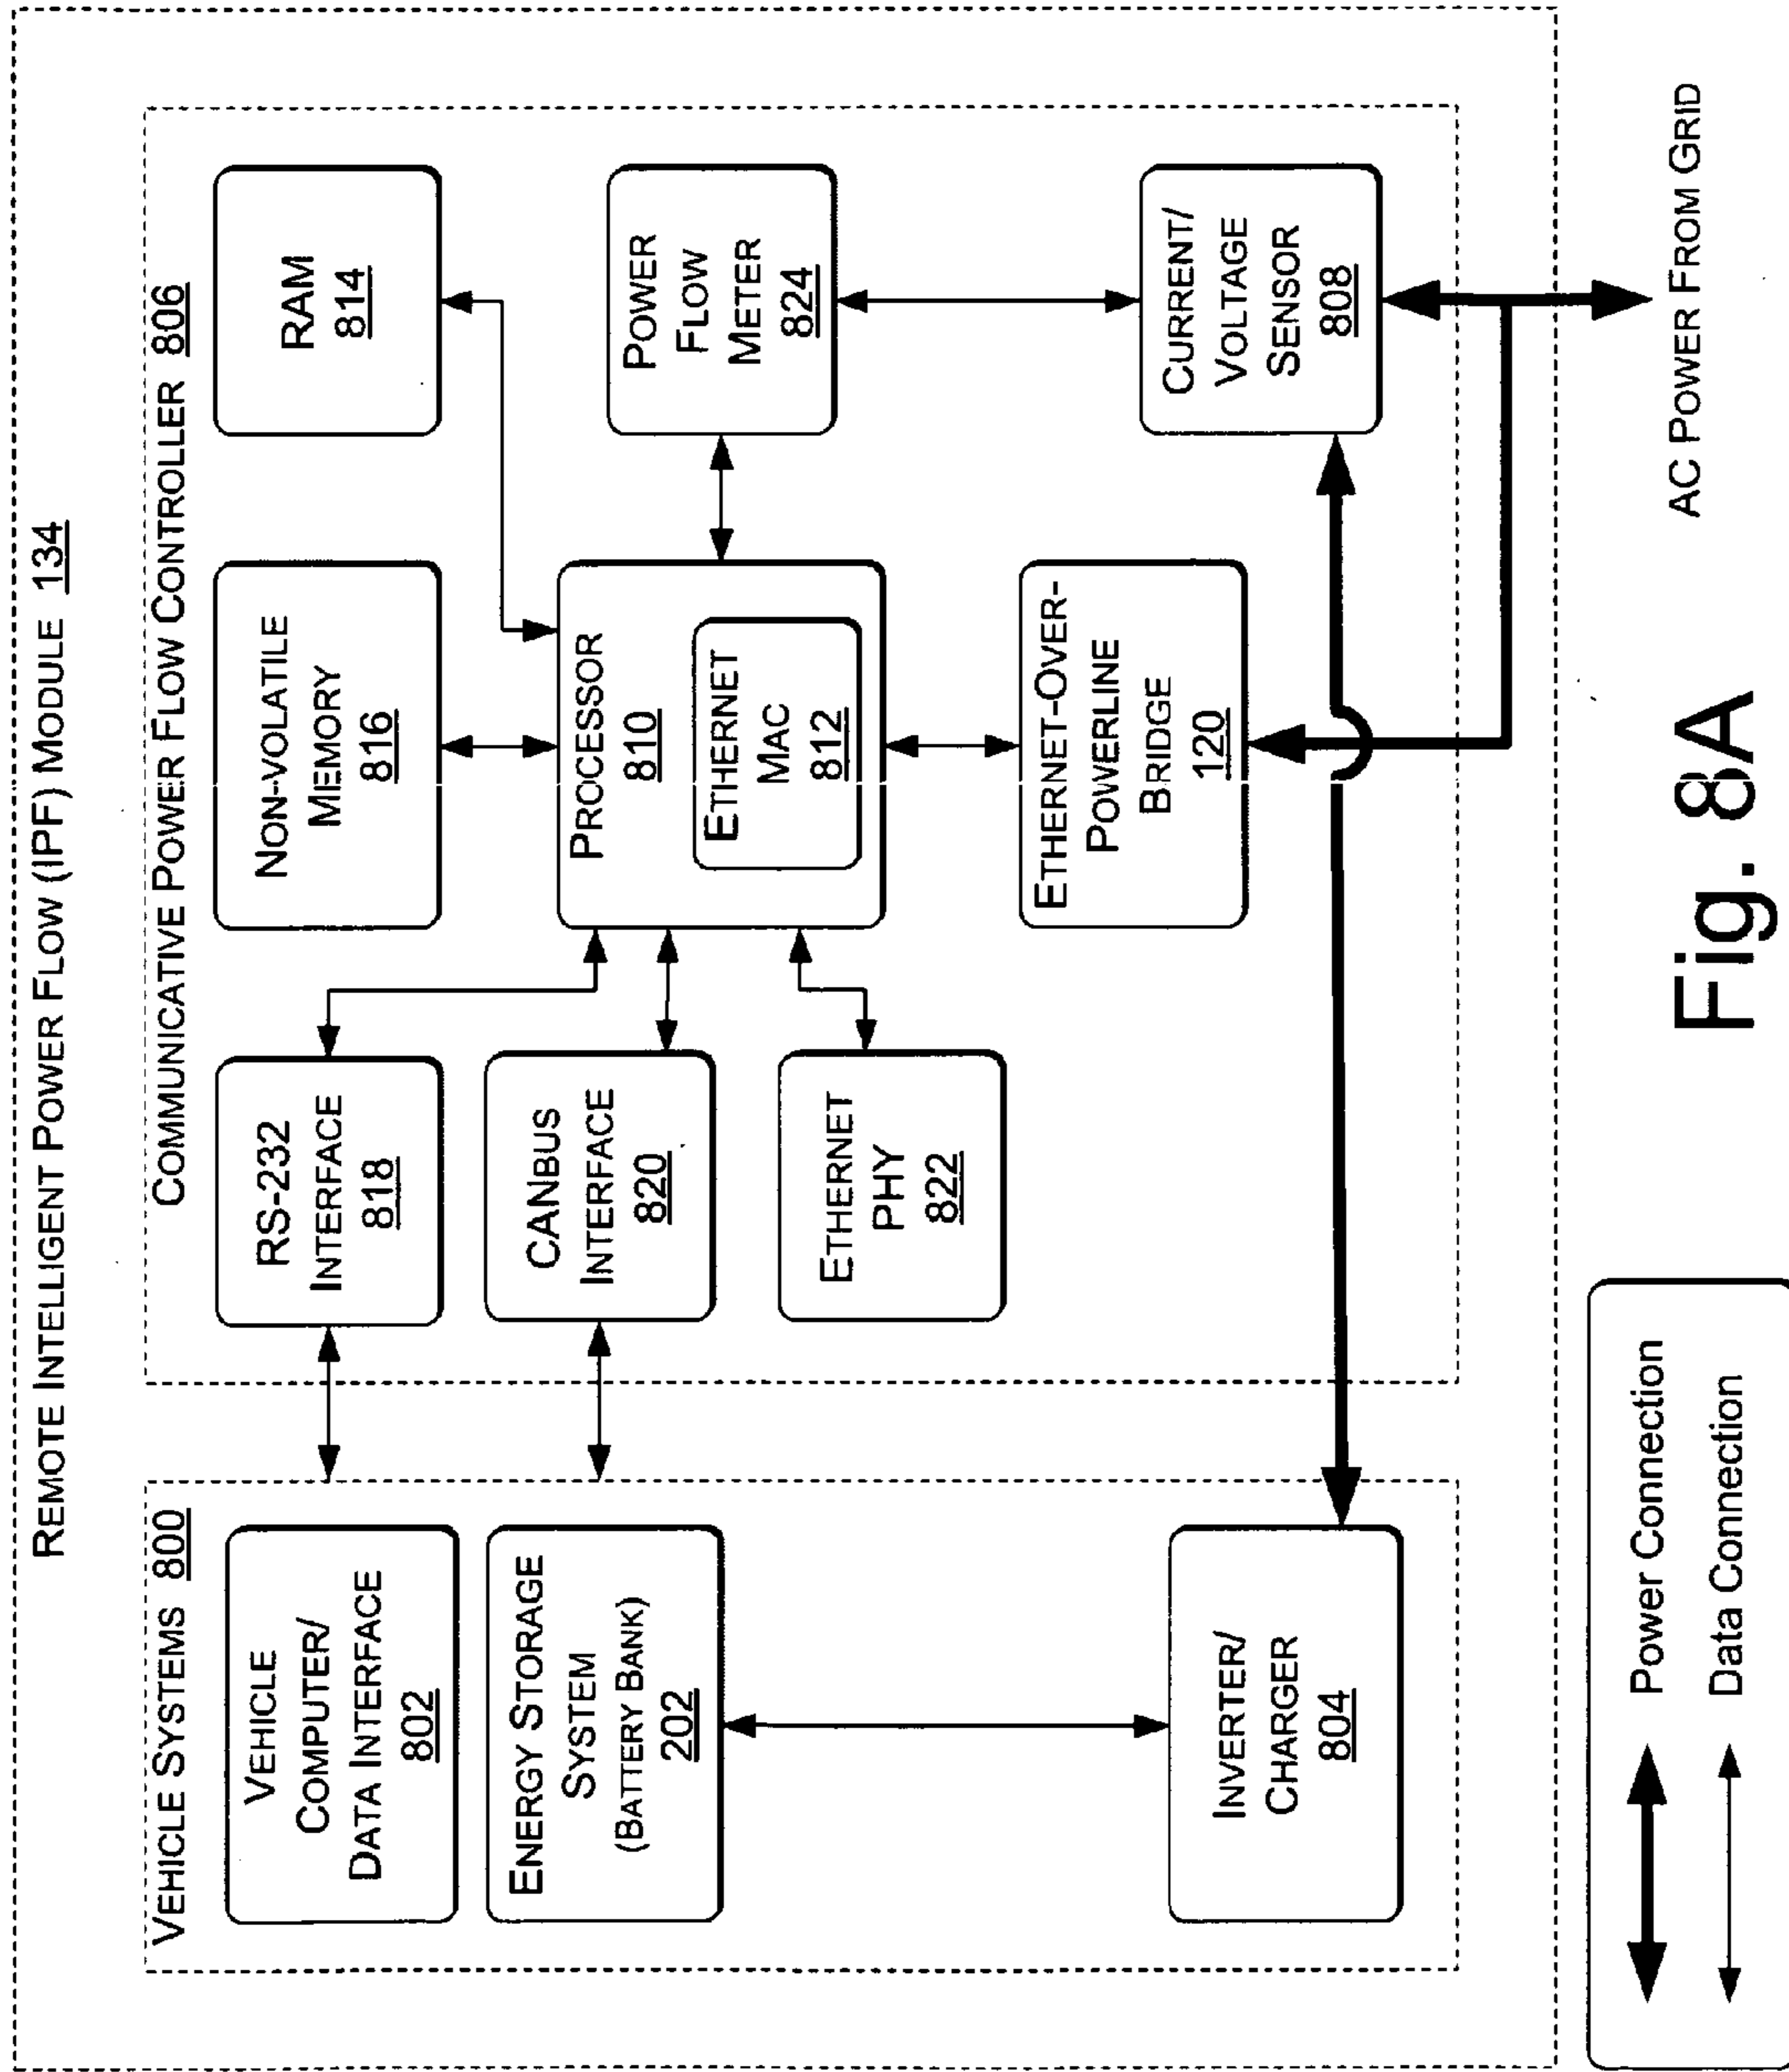 REMOTE INTELLIGENT POWER FLOW (IPF) MODULE 134
VEHICLE SYSTEMS 800
VEHICLE
COMPUTER/
DATA INTERFACE
802
ENERGY STORAGE
SYSTEM
(BATTERY BANK)
202
INVERTER/
CHARGER
804
COMMUNICATIVE POWER FLOW CONTROLLER 806
RS-232
INTERFACE
818
CANBUS
INTERFACE
820
ETHERNET
PHY
822
NON-VOLATILE
MEMORY
816
PROCESSOR
810
ETHERNET
MAC
812
ETHERNET-OVER-
POWERLINE
BRIDGE
120
RAM
814
POWER
FLOW
METER
824
CURRENT/
VOLTAGE
SENSOR
808
Power Connection
Data Connection
AC POWER FROM GRID
Fig. 8A